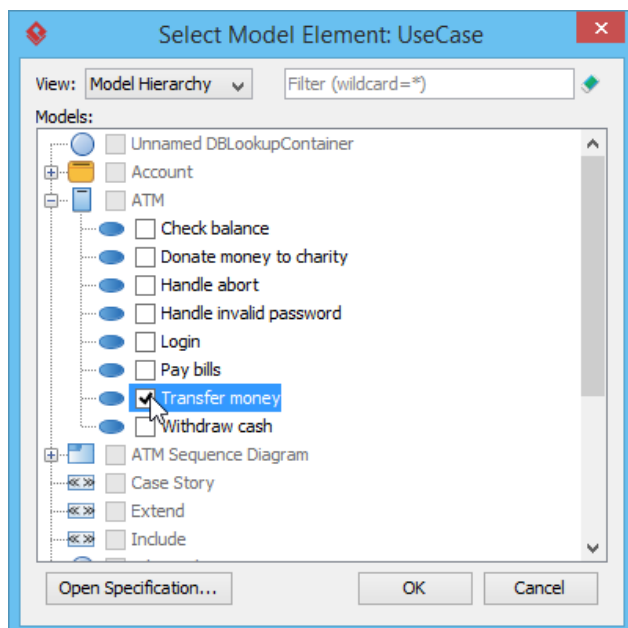 Select Model Element: UseCase
View: Model Hierarchy Filter (wildcard=*)
Models:
Unnamed DBLookupContainer
Account
ATM
Check balance
Donate money to charity
Handle abort
Handle invalid password
Login
Pay bills
Transfer money
Withdraw cash
ATM Sequence Diagram
Case Story
Extend
Include
Open Specification... OK Cancel